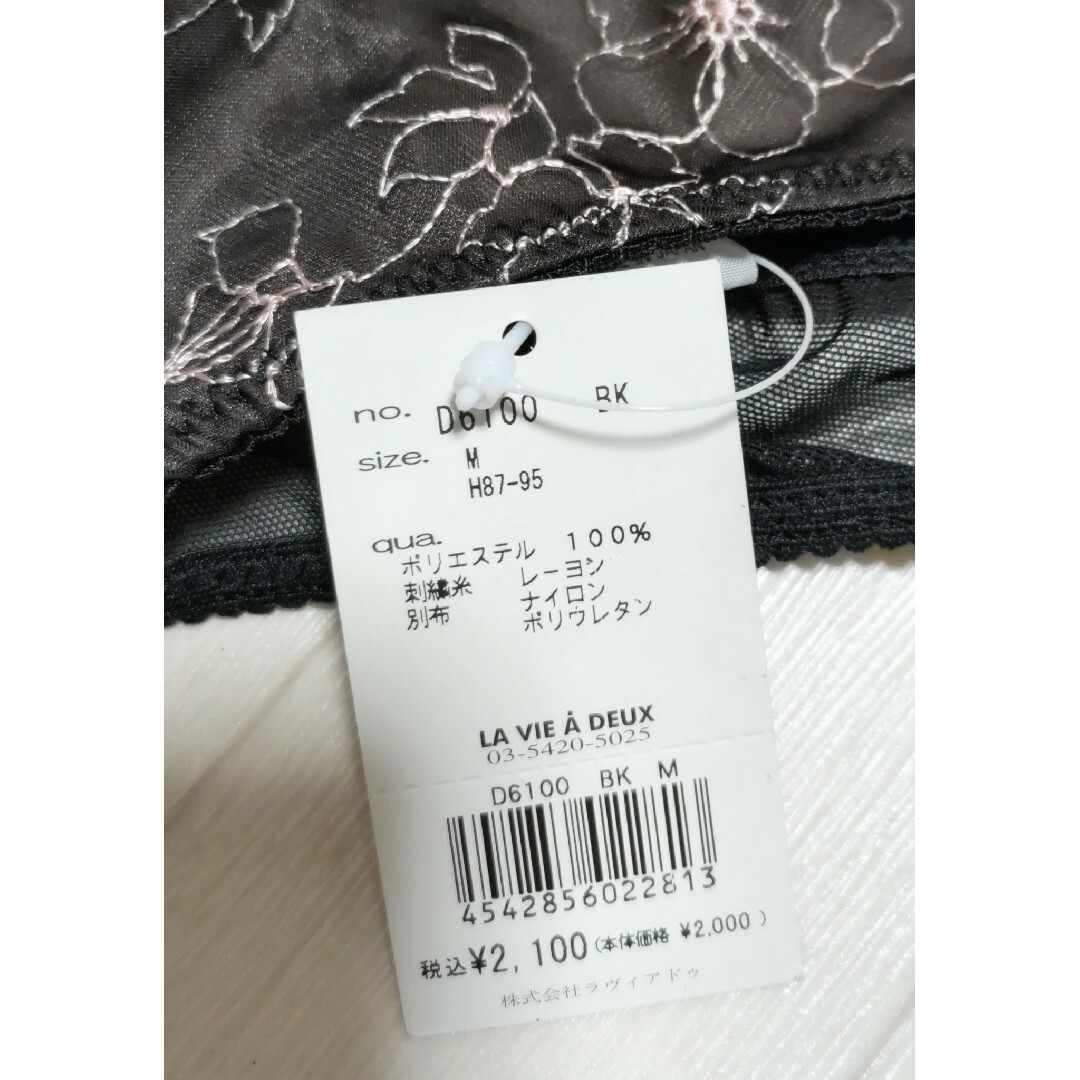 JAPAN
no. D6100 BK
size. M
H87-95
qua.
ポリエステル 100%
刺繍糸 レーヨン
別布 ナイロン
ポリウレタン
LA VIE À DEUX
03-5420-5025
D6100 BK M
4542856022813
税込¥2,100(本体価格 ¥2,000)
株式会社ラヴィアドゥ